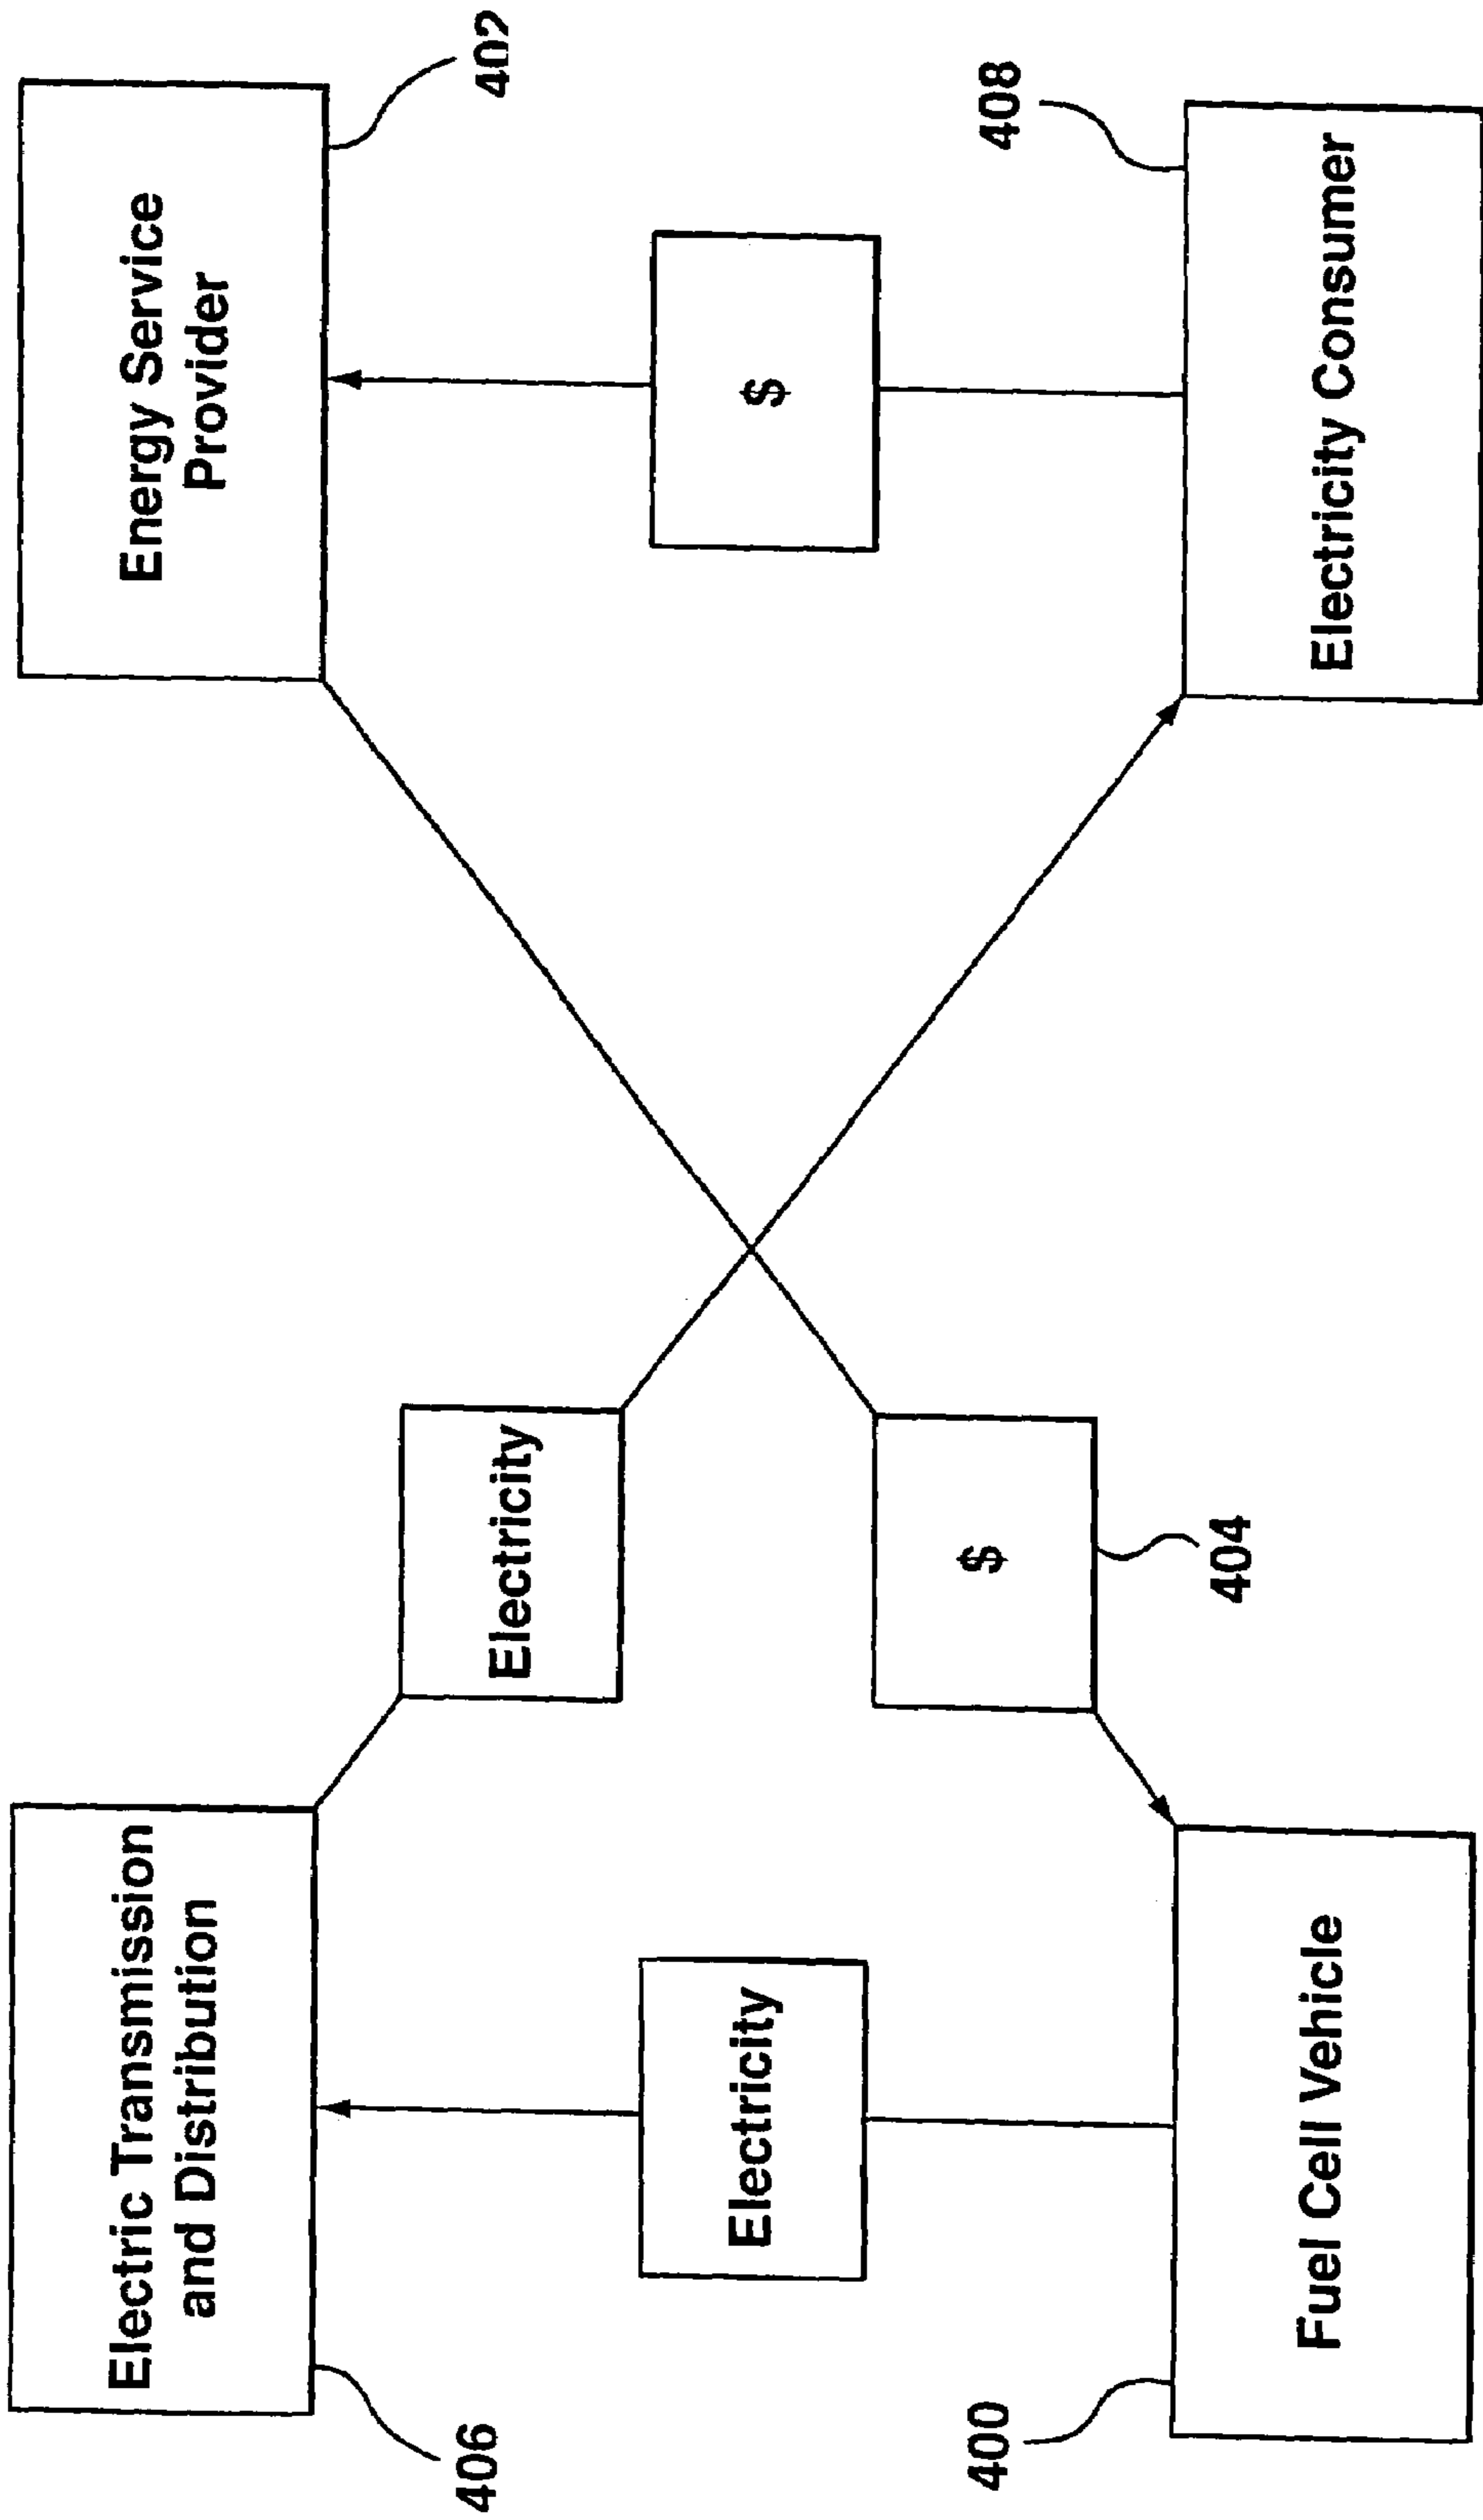 Electric Transmission
and Distribution
406
Energy Service
Provider
402
Electricity
Electricity
$
$
404
400
Fuel Cell Vehicle
408
Electricity Consumer